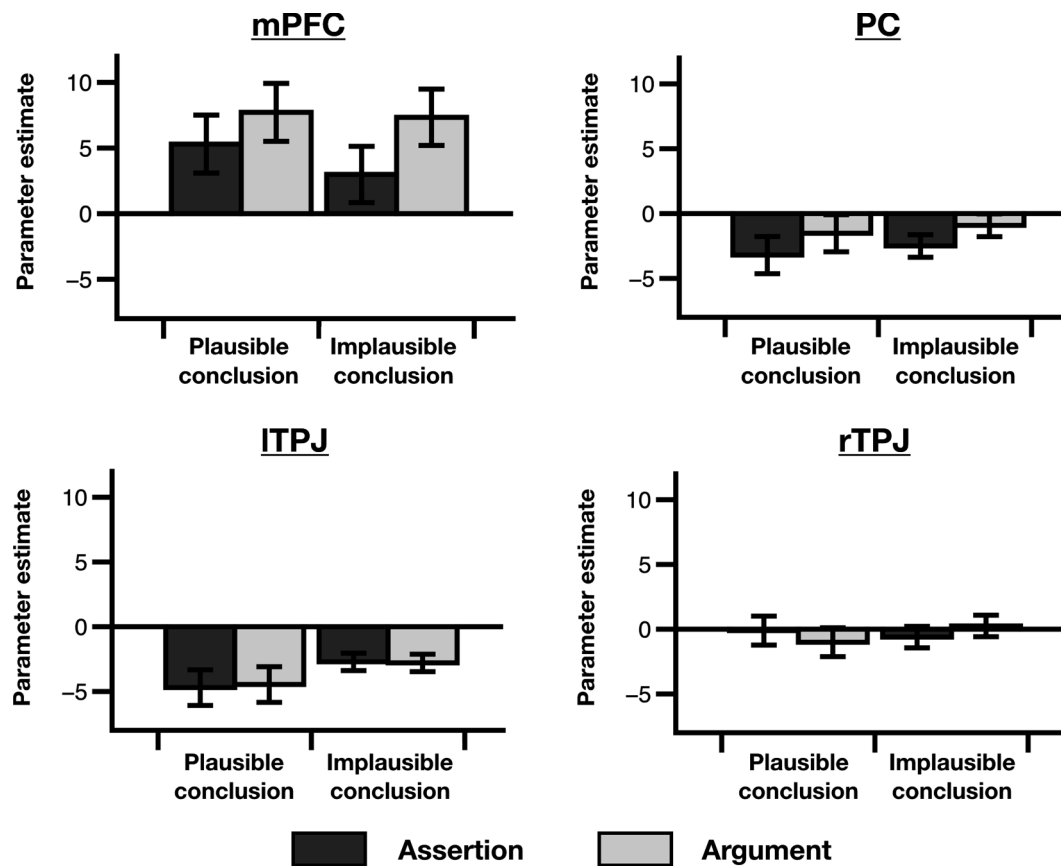 mPFC
Parameter estimate
10
5
0
−5
Plausible conclusion
Implausible conclusion
PC
Parameter estimate
10
5
0
−5
Plausible conclusion
Implausible conclusion
lTPJ
Parameter estimate
10
5
0
−5
Plausible conclusion
Implausible conclusion
rTPJ
Parameter estimate
10
5
0
−5
Plausible conclusion
Implausible conclusion
Assertion
Argument